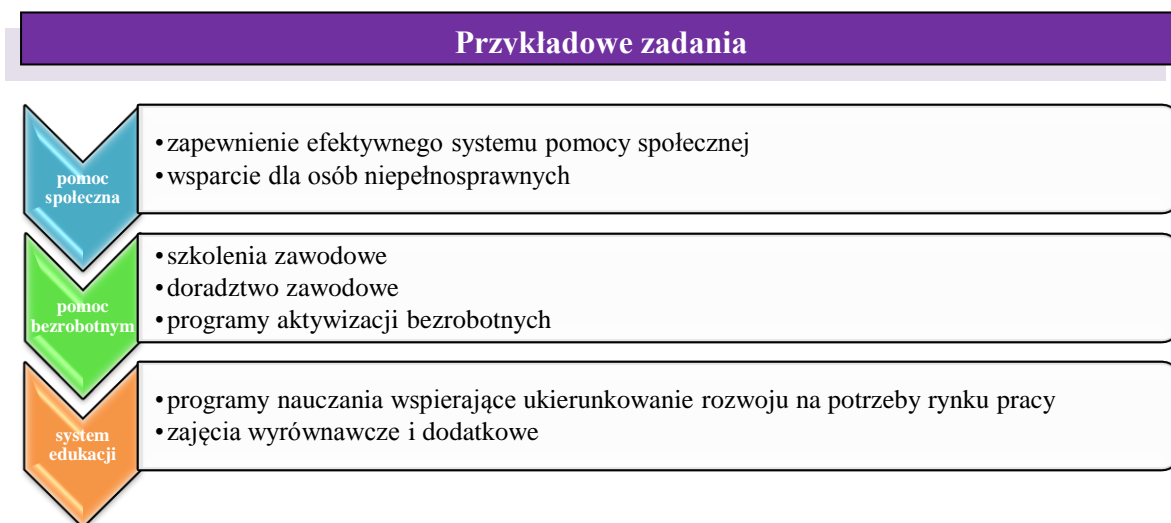 Przykładowe zadania
pomoc
społeczna
•zapewnienie efektywnego systemu pomocy społecznej
•wsparcie dla osób niepełnosprawnych
pomoc
bezrobotnym
•szkolenia zawodowe
•doradztwo zawodowe
•programy aktywizacji bezrobotnych
system
edukacji
•programy nauczania wspierające ukierunkowanie rozwoju na potrzeby rynku pracy
•zajęcia wyrównawcze i dodatkowe